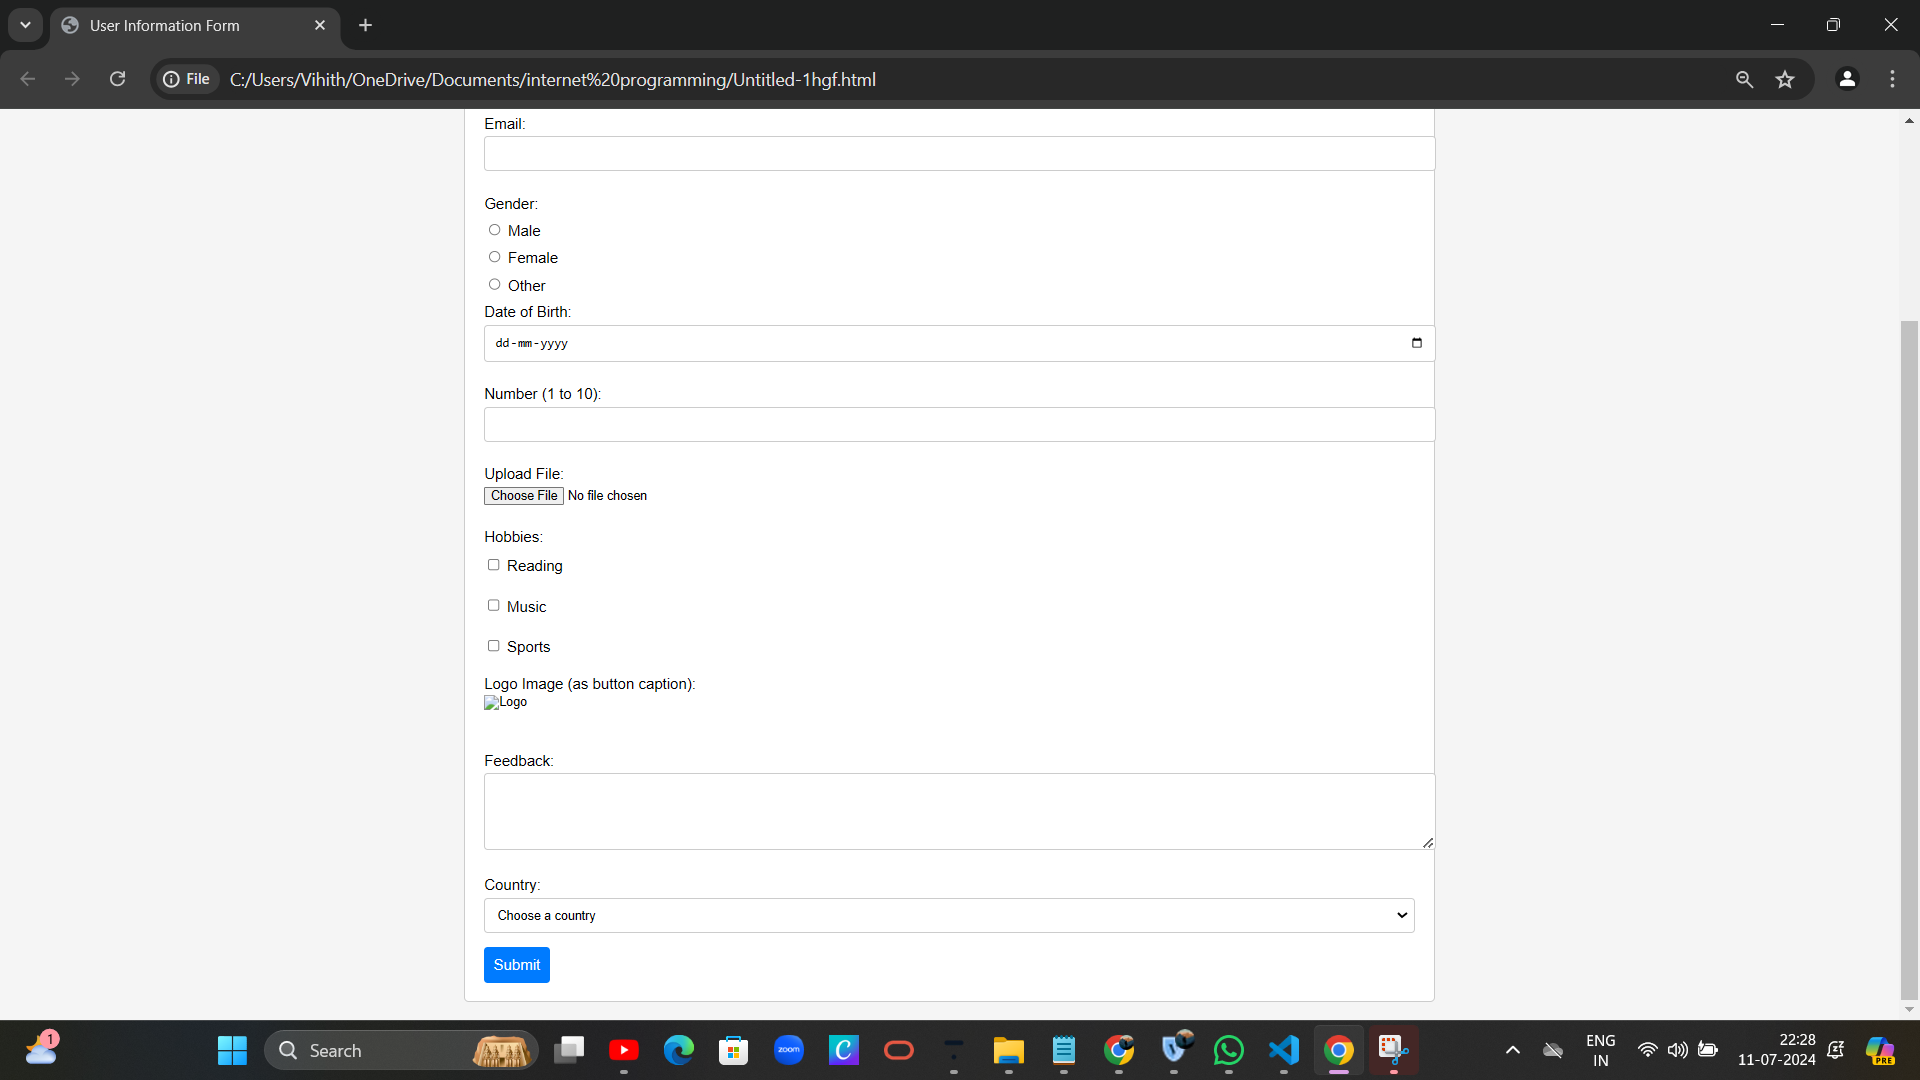 User Information Form
File
C:/Users/Vihith/OneDrive/Documents/internet%20programming/Untitled-1hgf.html
Email:
Gender:
Male
Female
Other
Date of Birth:
dd-mm-yyyy
Number (1 to 10):
Upload File:
Choose File No file chosen
Hobbies:
Reading
Music
Sports
Logo Image (as button caption):
Logo
Feedback:
Country:
Choose a country
Submit
1
Search
zoom
C
ENG
IN
22:28
11-07-2024
PRE